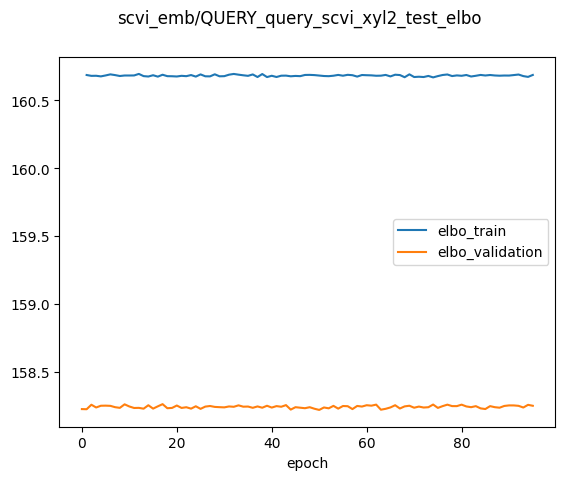 scvi_emb/QUERY_query_scvi_xyl2_test_elbo
160.5
160.0
159.5
159.0
158.5
elbo_train
elbo_validation
0 20 40 60 80
epoch